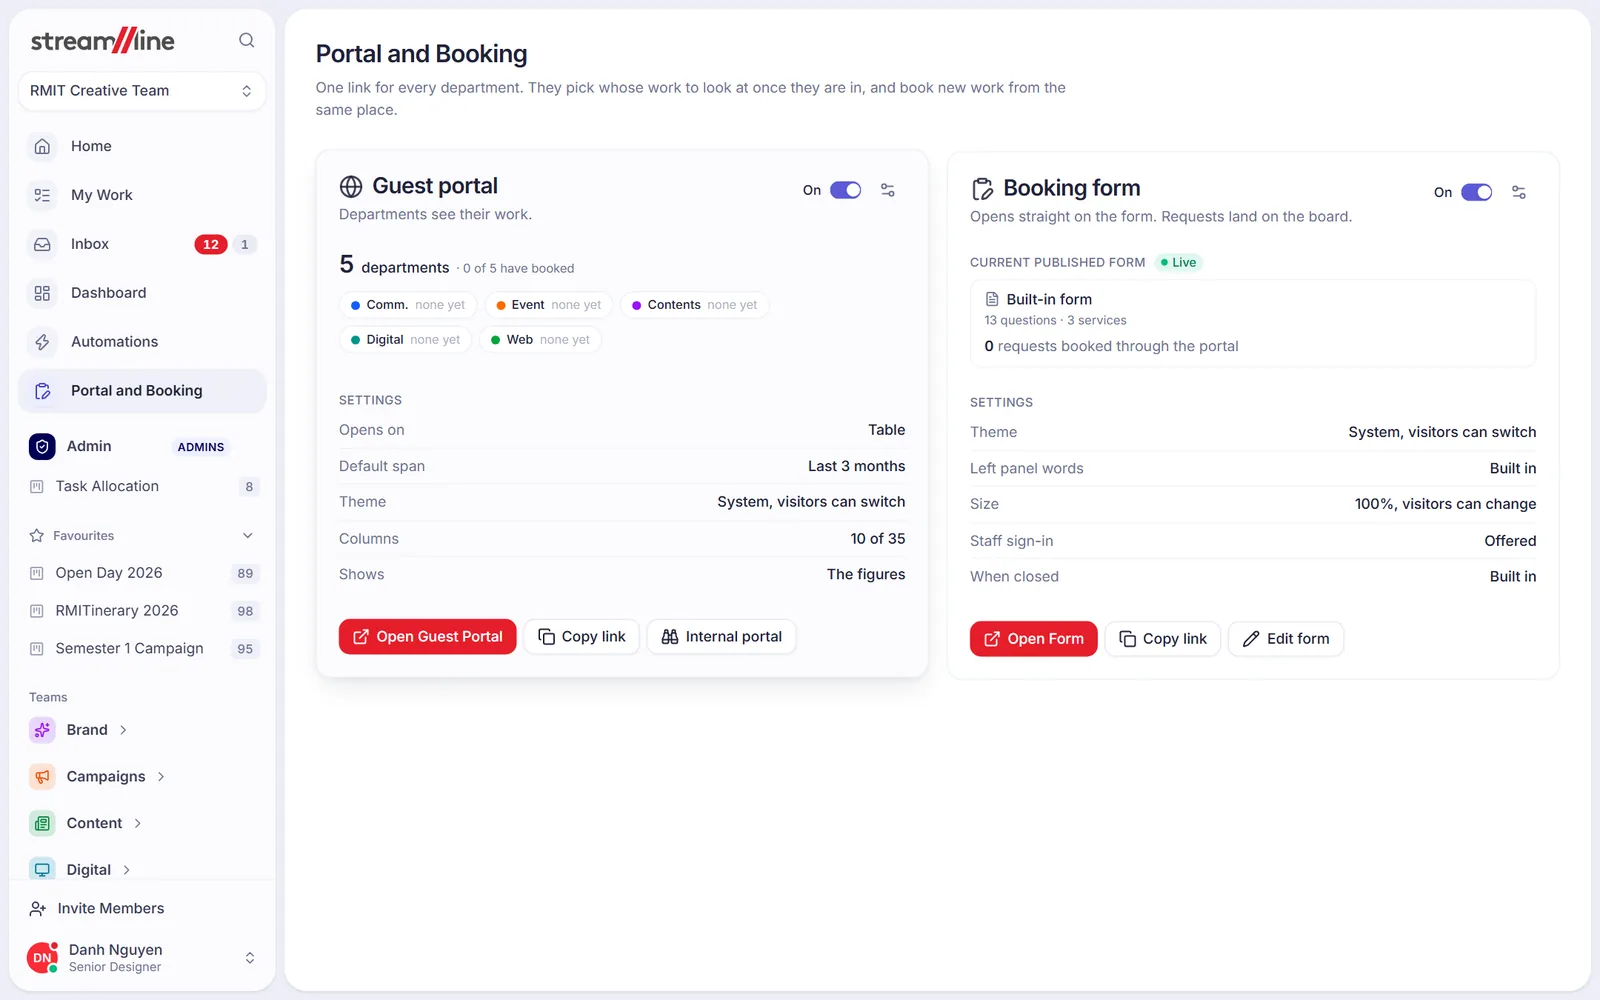 stream//line
RMIT Creative Team
Home
My Work
Inbox 12 1
Dashboard
Automations
Portal and Booking
Admin ADMINS
Task Allocation 8
Favourites
Open Day 2026 89
RMITinerary 2026 98
Semester 1 Campaign 95
Teams
Brand
Campaigns
Content
Digital
Invite Members
DN Danh Nguyen
Senior Designer
Portal and Booking
One link for every department. They pick whose work to look at once they are in, and book new work from the
same place.
Guest portal On
Departments see their work.
5 departments · 0 of 5 have booked
Comm. none yet Event none yet Contents none yet
Digital none yet Web none yet
SETTINGS
Opens on Table
Default span Last 3 months
Theme System, visitors can switch
Columns 10 of 35
Shows The figures
Open Guest Portal Copy link Internal portal
Booking form On
Opens straight on the form. Requests land on the board.
CURRENT PUBLISHED FORM Live
Built-in form
13 questions · 3 services
0 requests booked through the portal
SETTINGS
Theme System, visitors can switch
Left panel words Built in
Size 100%, visitors can change
Staff sign-in Offered
When closed Built in
Open Form Copy link Edit form